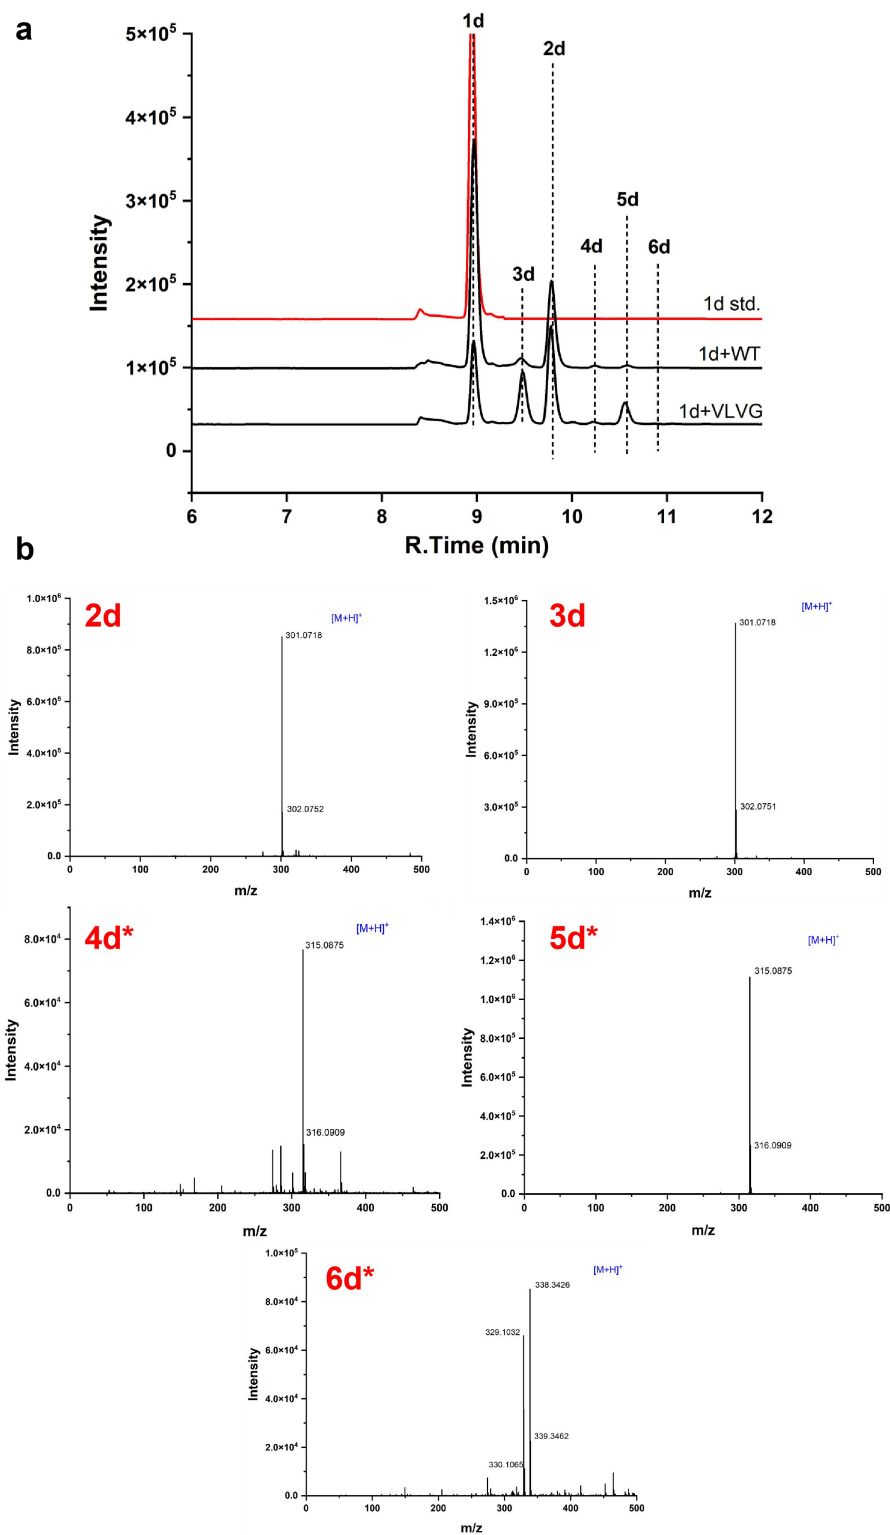 a
Intensity
5×10⁵
4×10⁵
3×10⁵
2×10⁵
1×10⁵
0
1d
2d
3d
4d
5d
6d
1d std.
1d+WT
1d+VLVG
6 7 8 9 10 11 12
R.Time (min)
b
2d
[M+H]⁺
Intensity
1.0×10⁶
8.0×10⁵
6.0×10⁵
4.0×10⁵
2.0×10⁵
0.0
301.0718
302.0752
0 100 200 300 400 500
m/z
3d
[M+H]⁺
Intensity
1.5×10⁶
1.2×10⁶
9.0×10⁵
6.0×10⁵
3.0×10⁵
0.0
301.0718
302.0751
0 100 200 300 400 500
m/z
4d*
[M+H]⁺
Intensity
8.0×10⁴
6.0×10⁴
4.0×10⁴
2.0×10⁴
0.0
315.0875
316.0909
0 100 200 300 400 500
m/z
5d*
[M+H]⁺
Intensity
1.4×10⁶
1.2×10⁶
1.0×10⁶
8.0×10⁵
6.0×10⁵
4.0×10⁵
2.0×10⁵
0.0
315.0875
316.0909
0 100 200 300 400 500
m/z
6d*
[M+H]⁺
Intensity
1.0×10⁵
8.0×10⁴
6.0×10⁴
4.0×10⁴
2.0×10⁴
0.0
338.3426
329.1032
339.3462
330.1065
0 100 200 300 400 500
m/z